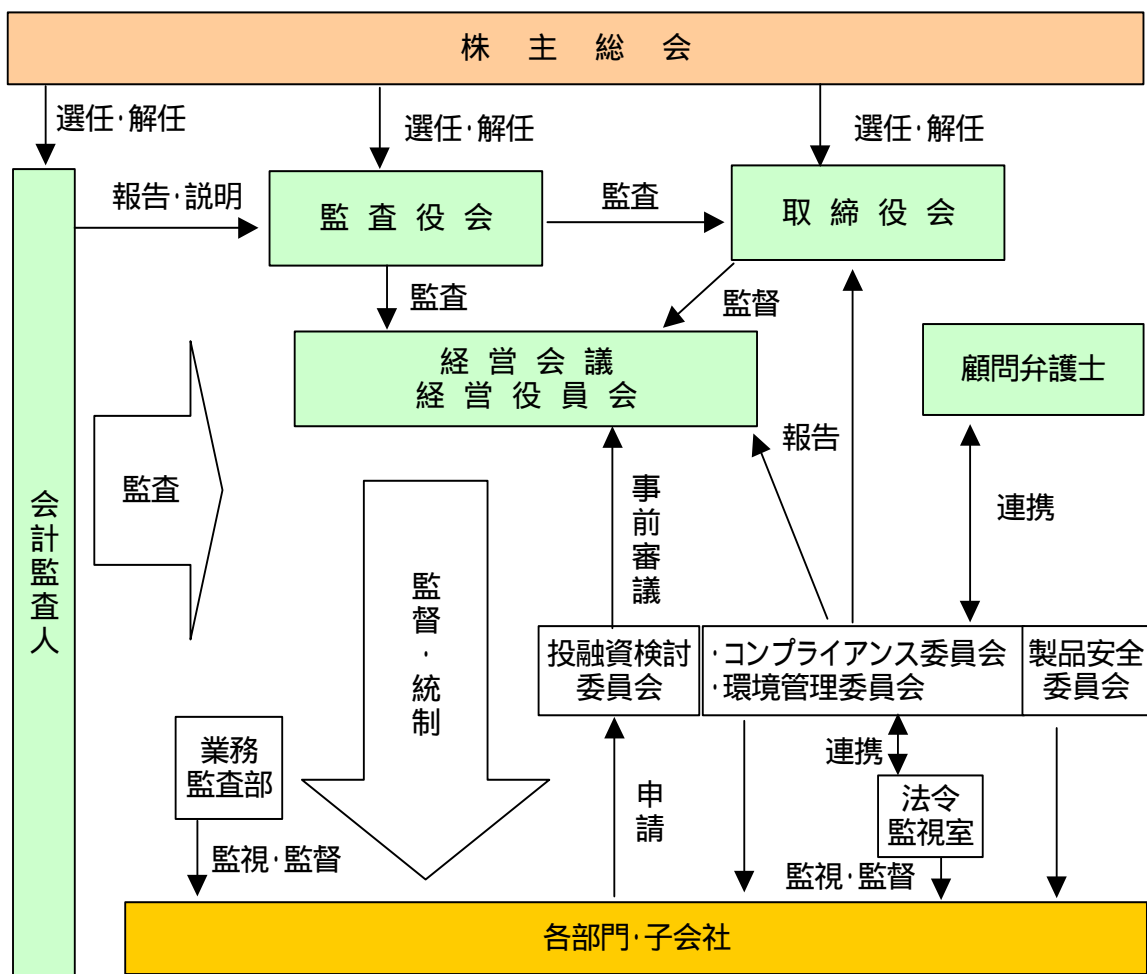 株主総会
選任・解任
選任・解任
選任・解任
報告・説明
監査役会
監査
取締役会
監査
監督
経営会議
経営役員会
顧問弁護士
報告
連携
監査
会計監査人
事前審議
監督・統制
投融資検討
委員会
・コンプライアンス委員会
・環境管理委員会
製品安全
委員会
業務
監査部
連携
申請
法令
監視室
監視・監督
監視・監督
各部門・子会社